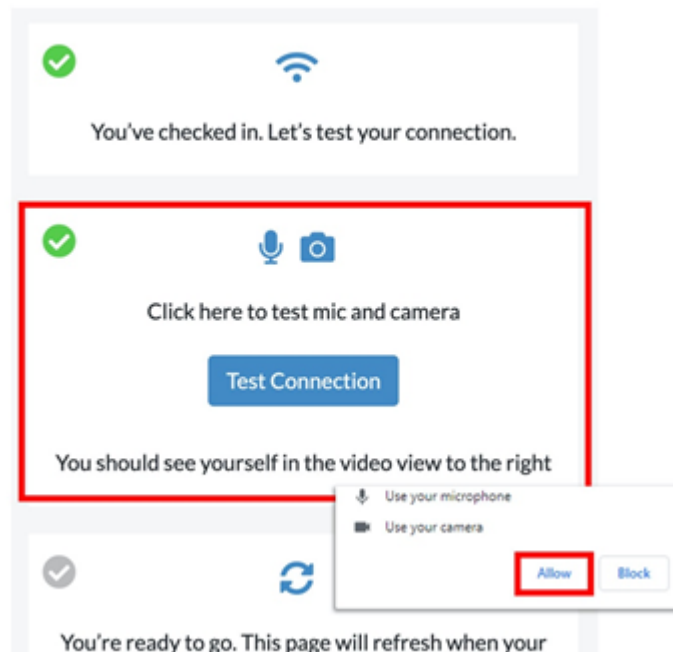 You've checked in. Let's test your connection.
Click here to test mic and camera
Test Connection
You should see yourself in the video view to the right
Use your microphone
Use your camera
Allow Block
You're ready to go. This page will refresh when your